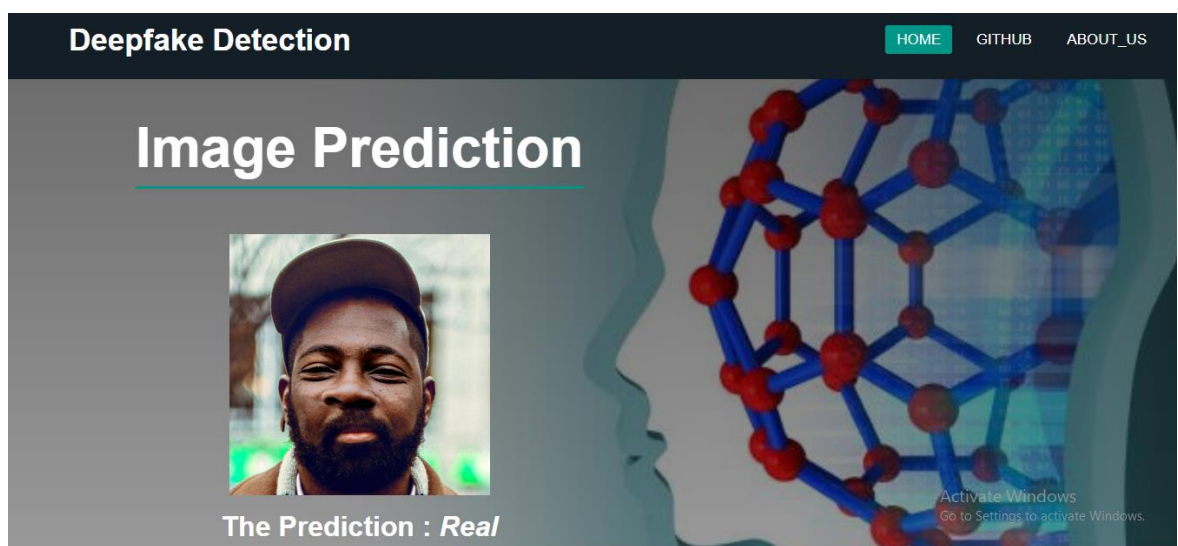 Deepfake Detection
HOME GITHUB ABOUT_US
Image Prediction
The Prediction : Real
Activate Windows
Go to Settings to activate Windows.